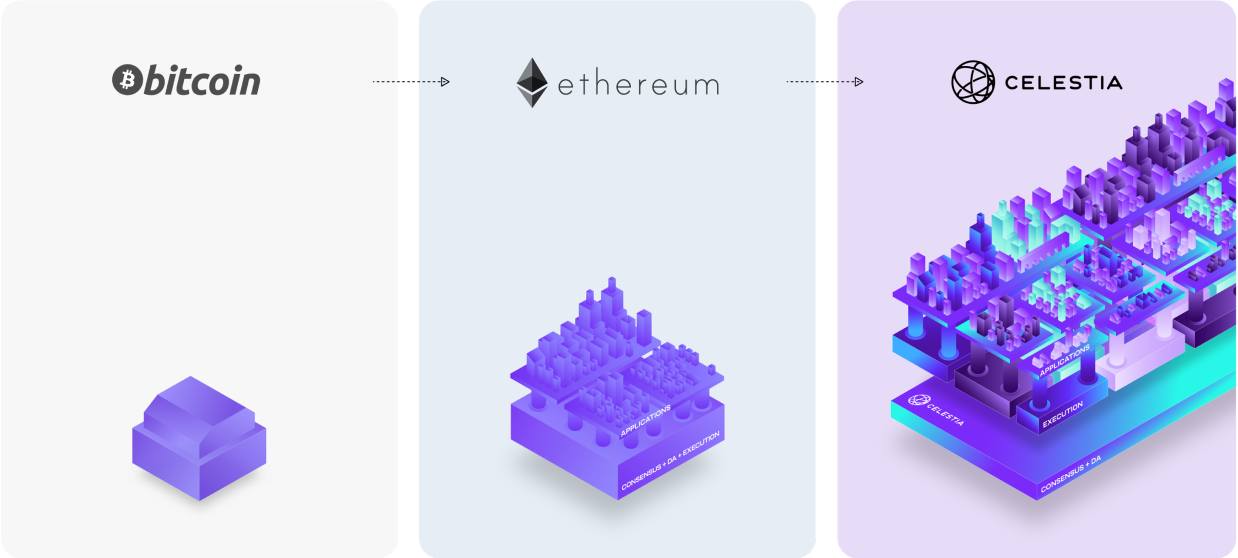 bitcoin
ethereum
CELESTIA
APPLICATIONS
CONSENSUS + DA + EXECUTION
APPLICATIONS
EXECUTION
CELESTIA
CONSENSUS + DA